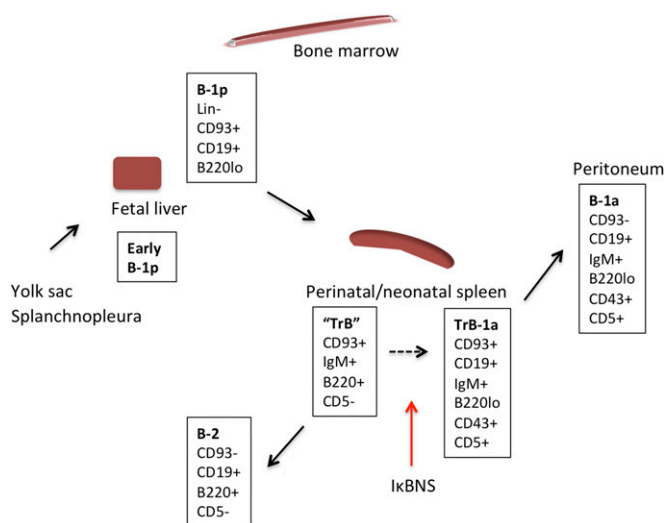 Bone marrow
B-1p
Lin-
CD93+
CD19+
B220lo
Fetal liver
Early
B-1p
Yolk sac
Splanchnopleura
Perinatal/neonatal spleen
"TrB"
CD93+
IgM+
B220+
CD5-
TrB-1a
CD93+
CD19+
IgM+
B220lo
CD43+
CD5+
Peritoneum
B-1a
CD93-
CD19+
IgM+
B220lo
CD43+
CD5+
B-2
CD93-
CD19+
B220+
CD5-
IκBNS